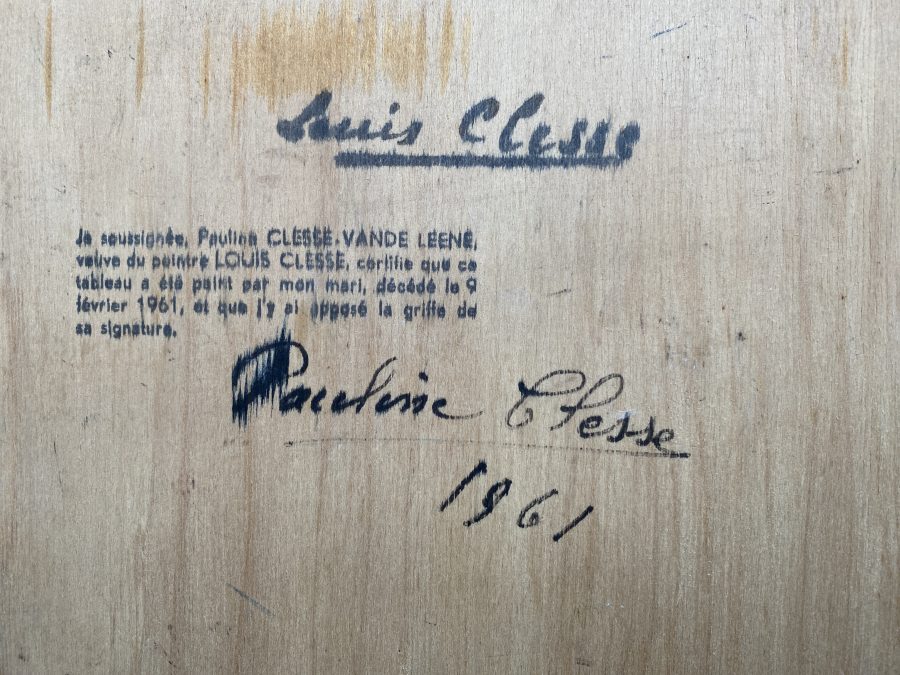 Louis Clesse
Je soussignée, Pauline CLESSE-VANDE LEENE,
veuve du peintre LOUIS CLESSE, certifie que ce
tableau a été peint par mon mari, décédé le 9
février 1961, et que j'y ai apposé la griffe de
sa signature.
Pauline Clesse
1961